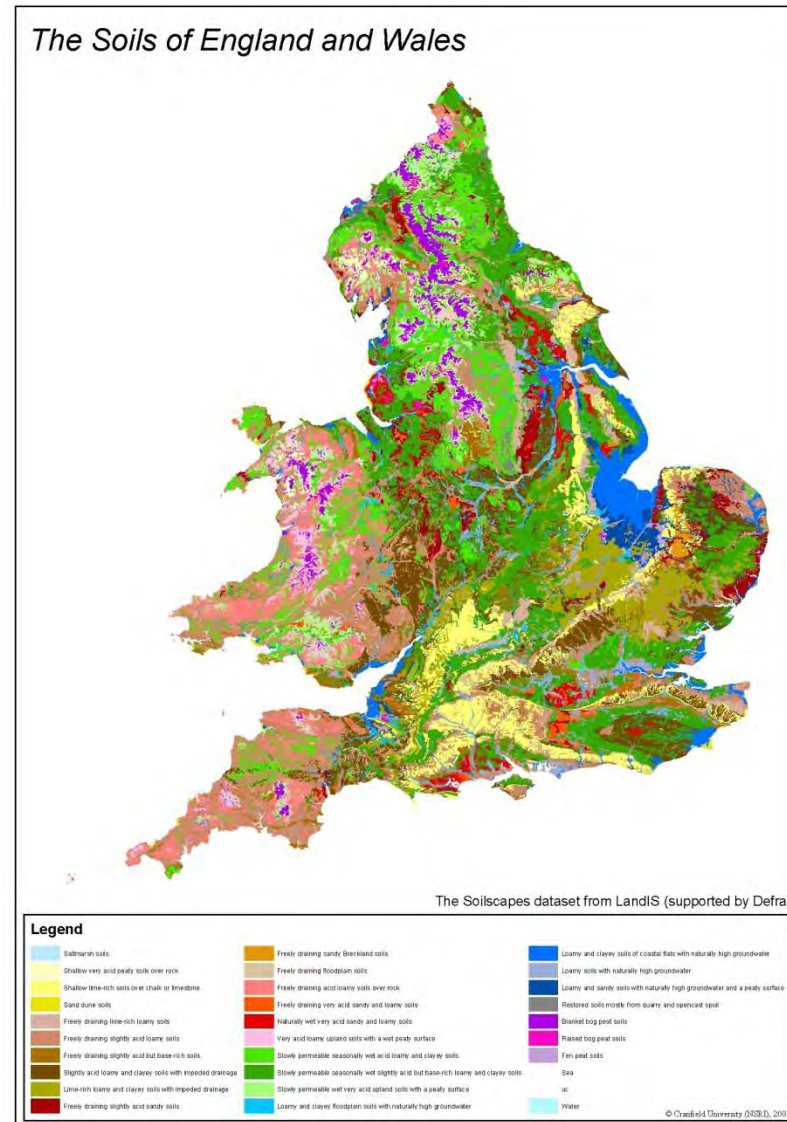 The Soils of England and Wales
The Soilscapes dataset from LandIS (supported by Defra
Legend
Saltmarsh soils
Shallow very acid peaty soils over rock
Shallow lime-rich soils over chalk or limestone
Sand dune soils
Freely draining lime-rich loamy soils
Freely draining slightly acid loamy soils
Freely draining slightly acid but base-rich soils
Slightly acid loamy and clayey soils with impeded drainage
Lime-rich loamy and clayey soils with impeded drainage
Freely draining slightly acid sandy soils
Freely draining sandy Breckland soils
Freely draining floodplain soils
Freely draining acid loamy soils over rock
Freely draining very acid sandy and loamy soils
Naturally wet very acid sandy and loamy soils
Very acid loamy upland soils with a wet peaty surface
Slowly permeable seasonally wet acid loamy and clayey soils
Slowly permeable seasonally wet slightly acid but base-rich loamy and clayey soils
Slowly permeable wet very acid upland soils with a peaty surface
Loamy and clayey floodplain soils with naturally high groundwater
Loamy and clayey soils of coastal flats with naturally high groundwater
Loamy soils with naturally high groundwater
Loamy and sandy soils with naturally high groundwater and a peaty surface
Restored soils mostly from quarry and opencast spoil
Blanket bog peat soils
Raised bog peat soils
Fen peat soils
Sea
uc
Water
© Cranfield University (NSRI), 200